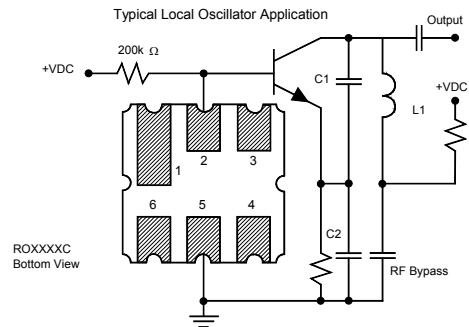 Typical Local Oscillator Application
Output
200k Ω
+VDC
C1
+VDC
L1
1
2
3
6
5
4
C2
ROXXXXC
Bottom View
RF Bypass